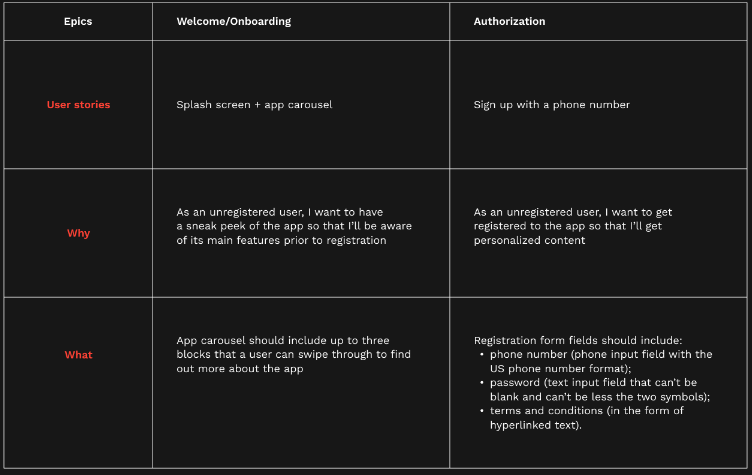 Epics
Welcome/Onboarding
Authorization
User stories
Splash screen + app carousel
Sign up with a phone number
Why
As an unregistered user, I want to have
a sneak peek of the app so that I'll be aware
of its main features prior to registration
As an unregistered user, I want to get
registered to the app so that I'll get
personalized content
What
App carousel should include up to three
blocks that a user can swipe through to find
out more about the app
Registration form fields should include:
• phone number (phone input field with the
US phone number format);
• password (text input field that can't be
blank and can't be less the two symbols);
• terms and conditions (in the form of
hyperlinked text).